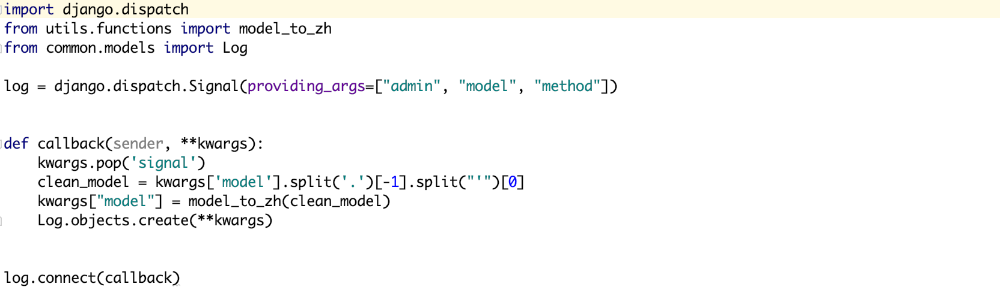 import django.dispatch
from utils.functions import model_to_zh
from common.models import Log
log = django.dispatch.Signal(providing_args=["admin", "model", "method"])
def callback(sender, **kwargs):
    kwargs.pop('signal')
    clean_model = kwargs['model'].split('.')[-1].split("'")[0]
    kwargs["model"] = model_to_zh(clean_model)
    Log.objects.create(**kwargs)
log.connect(callback)